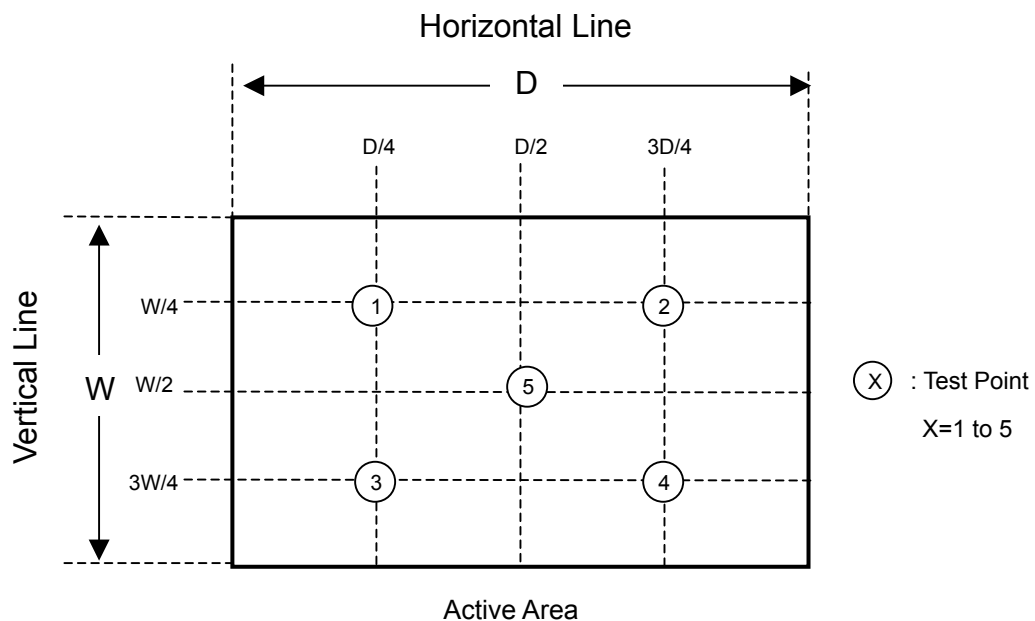 Horizontal Line
D
D/4 D/2 3D/4
Vertical Line
W
W/4
W/2
3W/4
1
2
5
3
4
X : Test Point
X=1 to 5
Active Area